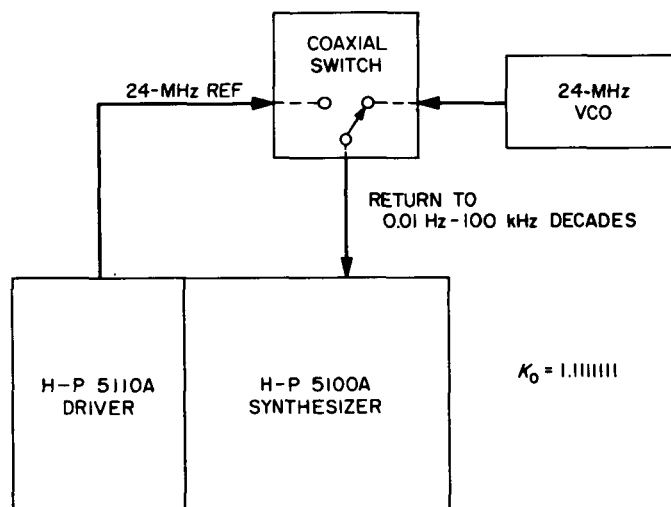 COAXIAL
SWITCH
24-MHz REF
24-MHz
VCO
RETURN TO
0.01 Hz-100 kHz DECADES
H-P 5110A
DRIVER
H-P 5100A
SYNTHESIZER
K₀ = 1.1111111